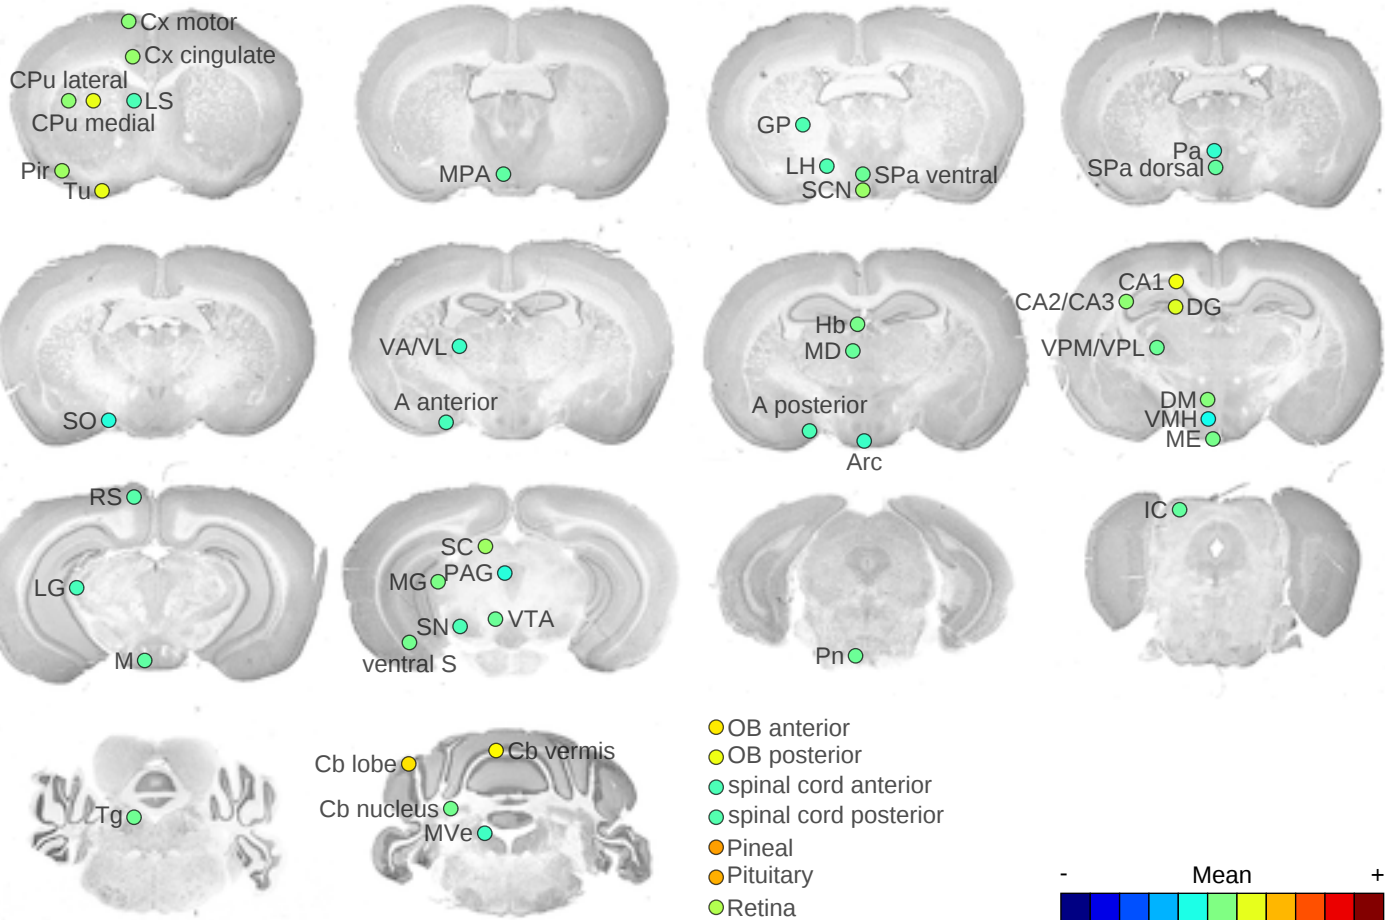 Cx motor
Cx cingulate
CPu lateral
LS
CPu medial
Pir
Tu
MPA
GP
LH
SPa ventral
SCN
Pa
SPa dorsal
SO
VA/VL
A anterior
Hb
MD
A posterior
Arc
CA1
CA2/CA3
DG
VPM/VPL
DM
VMH
ME
RS
LG
M
SC
PAG
MG
VTA
SN
ventral S
Pn
IC
Tg
Cb lobe
Cb vermis
Cb nucleus
MVe
OB anterior
OB posterior
spinal cord anterior
spinal cord posterior
Pineal
Pituitary
Retina
- Mean +